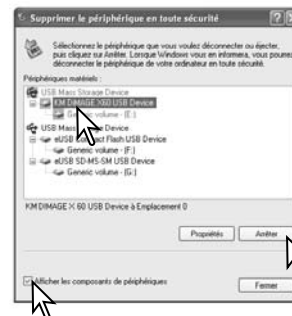 Supprimer le périphérique en toute sécurité
Sélectionnez le périphérique que vous voulez déconnecter ou éjecter,
puis cliquez sur Arrêter. Lorsque Windows vous en informera, vous pourrez
déconnecter le périphérique de votre ordinateur en toute sécurité.
Périphériques matériels :
USB Mass Storage Device
KM DIMAGE X60 USB Device
Generic volume - (E:)
USB Mass Device
eUSB Compact Flash USB Device
Generic volume - (F:)
eUSB SD-MS-SM USB Device
Generic volume - (G:)
KM DIMAGE X 60 USB Device à Emplacement 0
Propriétés
Arrêter
Afficher les composants de périphériques
Fermer